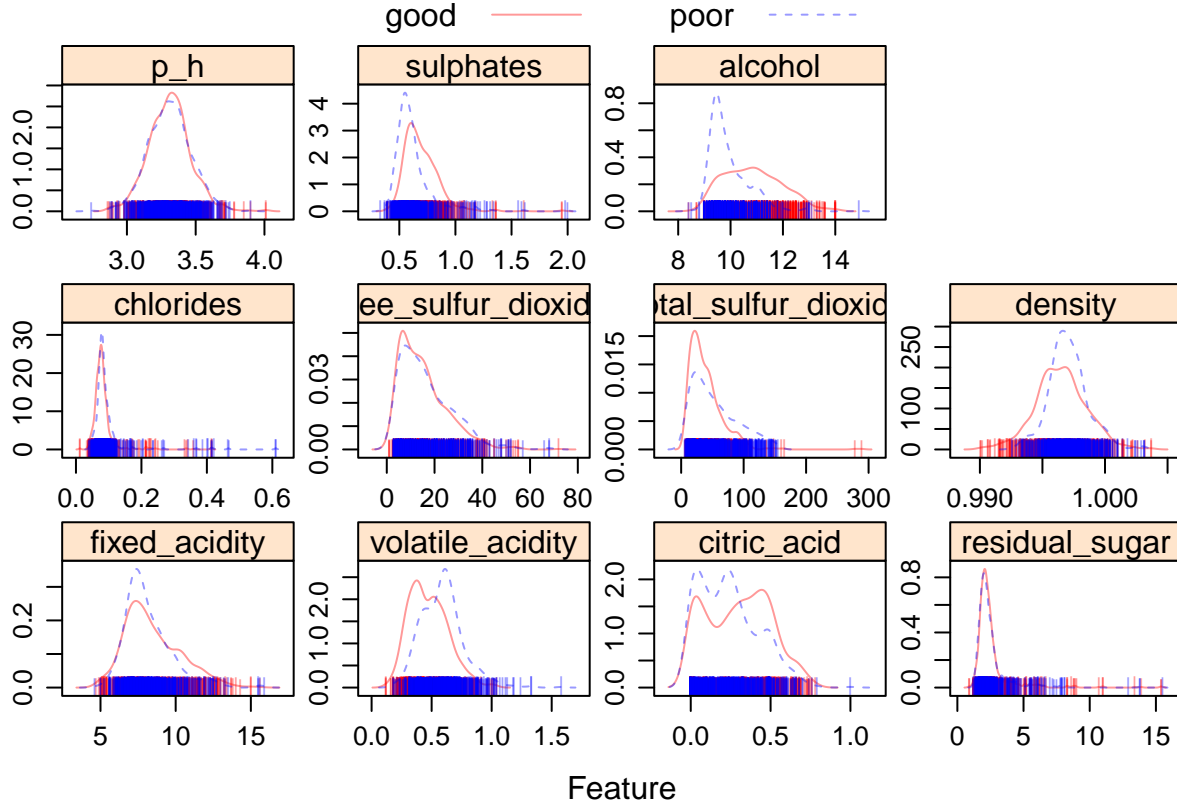 good poor
p_h sulphates alcohol
0.0 1.0 2.0
0 1 2 3 4
0.0 0.4 0.8
3.0 3.5 4.0
0.5 1.0 2.0
8 10 12 14
chlorides ee_sulfur_dioxid otal_sulfur_dioxid density
0 10 20 30
0.00 0.03
0.000 0.015
0 100 250
0.0 0.2 0.4 0.6
0 20 40 60 80
0 100 200 300
0.990 1.000
fixed_acidity volatile_acidity citric_acid residual_sugar
0.0 0.2
0.0 1.0 2.0
0.0 1.0 2.0
0.0 0.4 0.8
5 10 15
0.0 0.5 1.0 1.5
0.0 0.5 1.0
0 5 10 15
Feature